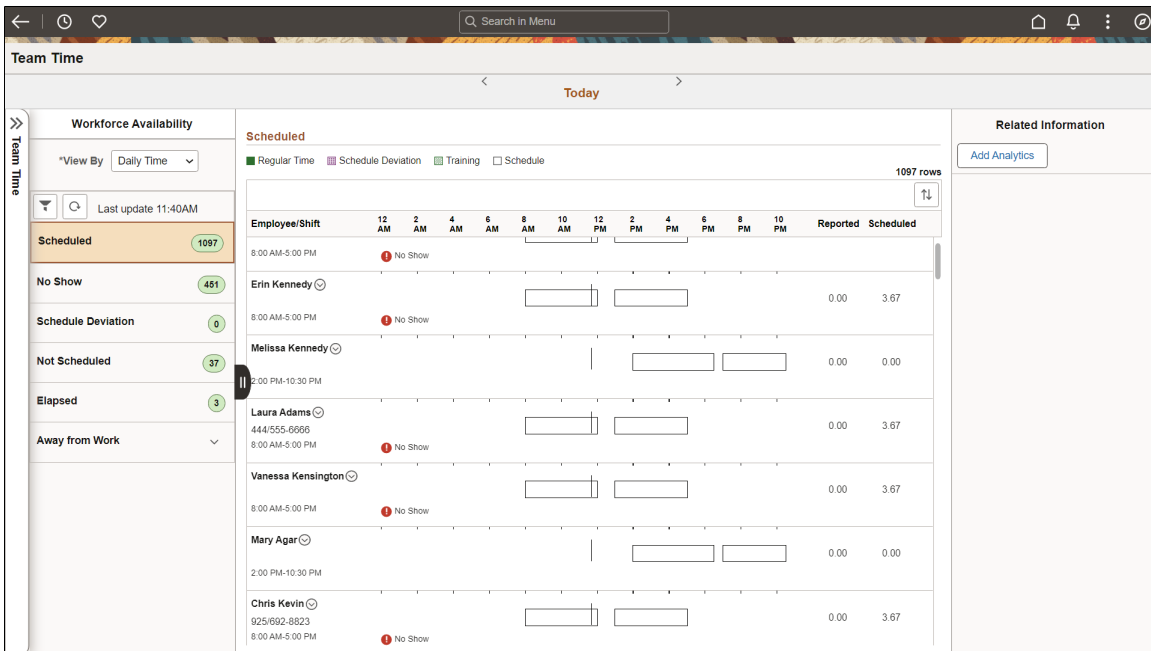 Search in Menu
Team Time
Today
Team Time
Workforce Availability
*View By Daily Time
Last update 11:40AM
Scheduled 1097
No Show 451
Schedule Deviation 0
Not Scheduled 37
Elapsed 3
Away from Work
Scheduled
Regular Time Schedule Deviation Training Schedule
1097 rows
Employee/Shift 12 AM 2 AM 4 AM 6 AM 8 AM 10 AM 12 PM 2 PM 4 PM 6 PM 8 PM 10 PM Reported Scheduled
8:00 AM-5:00 PM No Show
Erin Kennedy
0.00 3.67
8:00 AM-5:00 PM No Show
Melissa Kennedy
0.00 0.00
2:00 PM-10:30 PM
Laura Adams
444/555-6666 0.00 3.67
8:00 AM-5:00 PM No Show
Vanessa Kensington
0.00 3.67
8:00 AM-5:00 PM No Show
Mary Agar
0.00 0.00
2:00 PM-10:30 PM
Chris Kevin
925/692-8823 0.00 3.67
8:00 AM-5:00 PM No Show
Related Information
Add Analytics